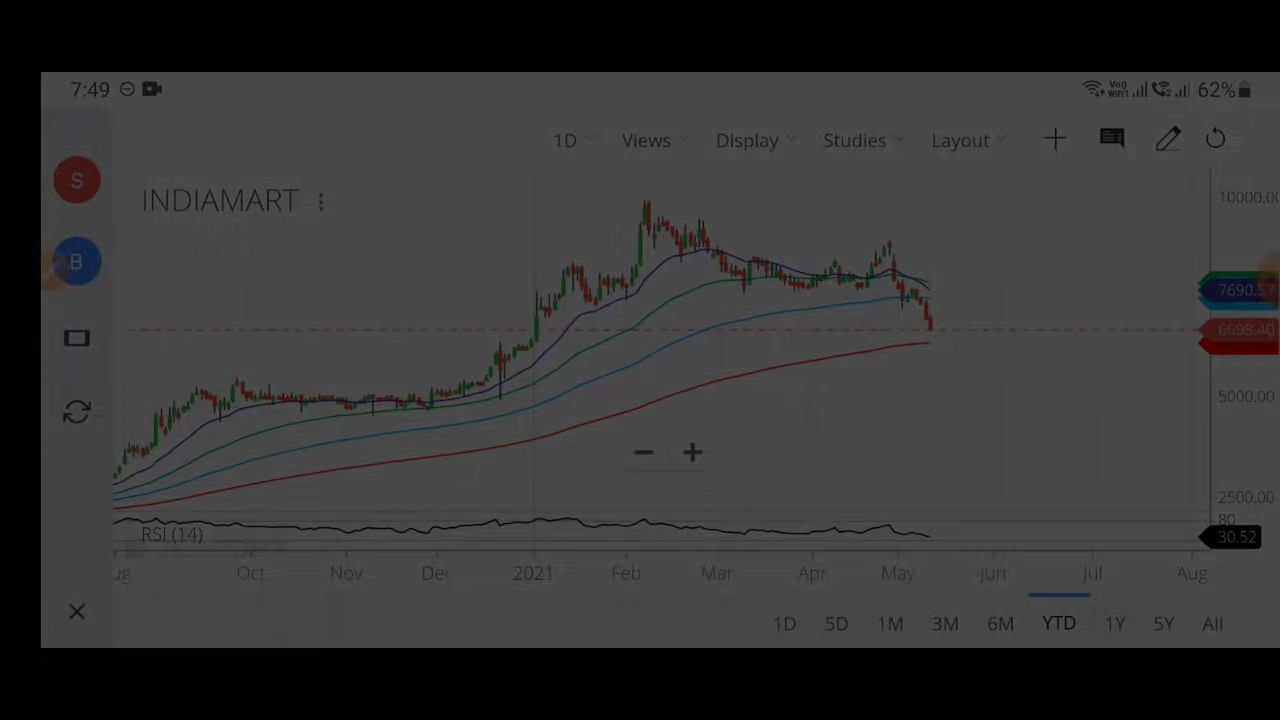 7:49 62%
1D Views Display Studies Layout
S
INDIAMART
B
10000.00
7690.57
6698.40
5000.00
2500.00
80
RSI (14)
30.52
Oct Nov Dec 2021 Feb Mar Apr May Jun Jul Aug
1D 5D 1M 3M 6M YTD 1Y 5Y All